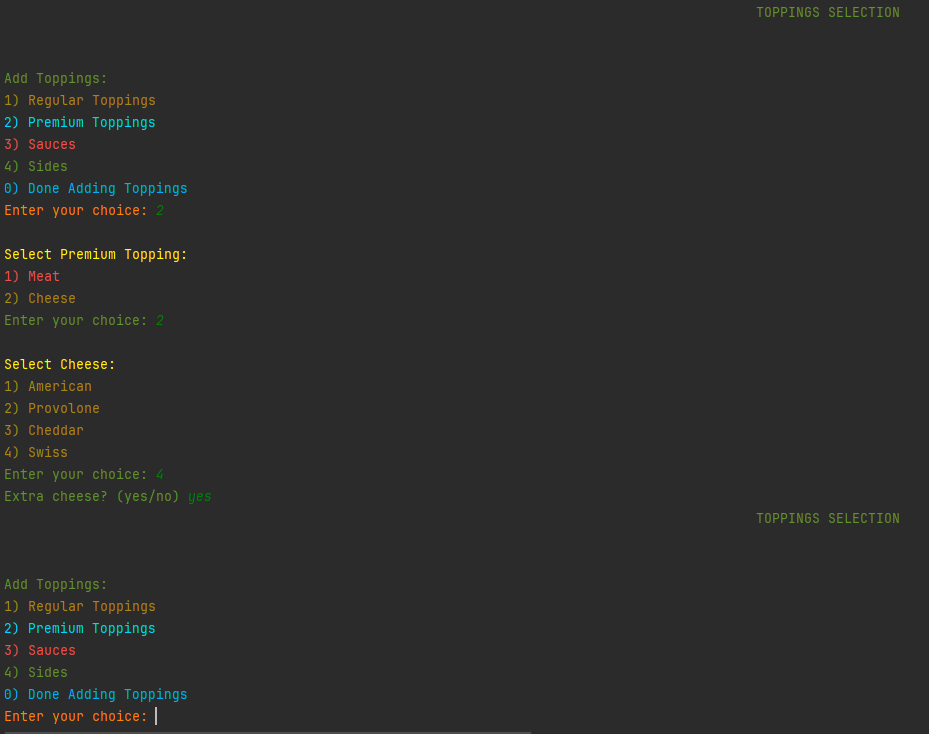 TOPPINGS SELECTION
Add Toppings:
1) Regular Toppings
2) Premium Toppings
3) Sauces
4) Sides
0) Done Adding Toppings
Enter your choice: 2
Select Premium Topping:
1) Meat
2) Cheese
Enter your choice: 2
Select Cheese:
1) American
2) Provolone
3) Cheddar
4) Swiss
Enter your choice: 4
Extra cheese? (yes/no) yes
TOPPINGS SELECTION
Add Toppings:
1) Regular Toppings
2) Premium Toppings
3) Sauces
4) Sides
0) Done Adding Toppings
Enter your choice: